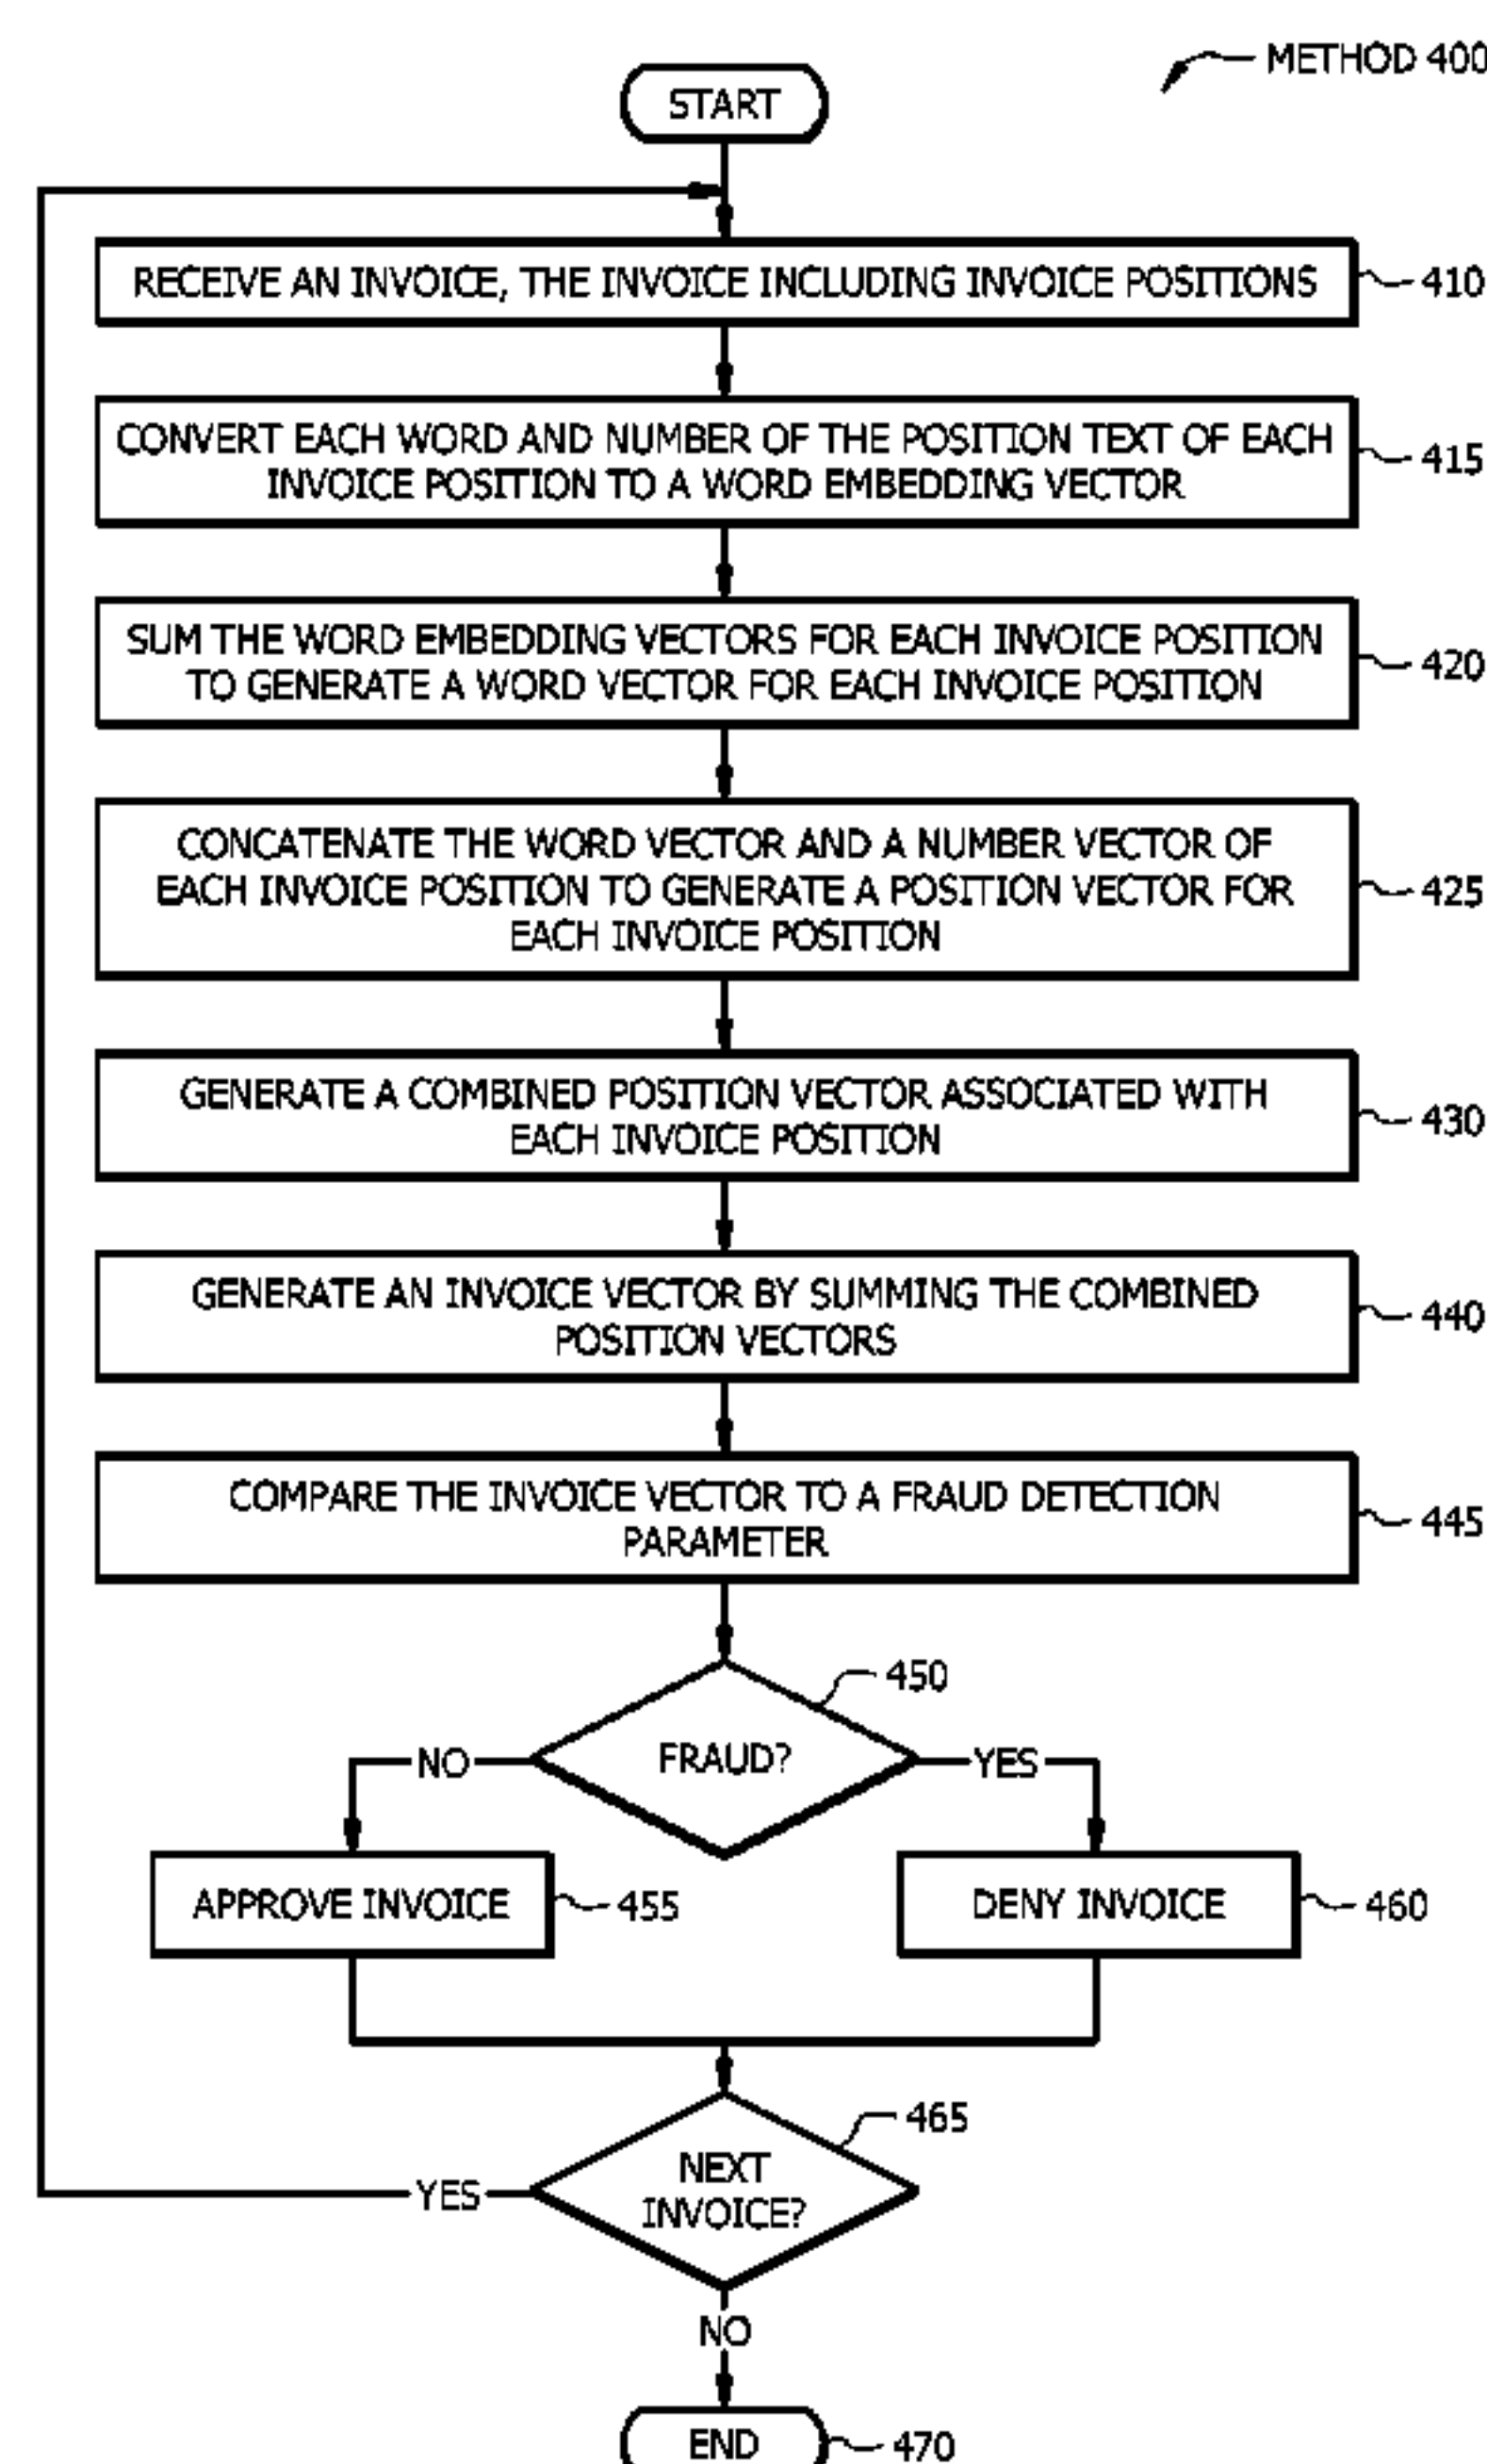 METHOD 400
START
RECEIVE AN INVOICE, THE INVOICE INCLUDING INVOICE POSITIONS
410
CONVERT EACH WORD AND NUMBER OF THE POSITION TEXT OF EACH
INVOICE POSITION TO A WORD EMBEDDING VECTOR
415
SUM THE WORD EMBEDDING VECTORS FOR EACH INVOICE POSITION
TO GENERATE A WORD VECTOR FOR EACH INVOICE POSITION
420
CONCATENATE THE WORD VECTOR AND A NUMBER VECTOR OF
EACH INVOICE POSITION TO GENERATE A POSITION VECTOR FOR
EACH INVOICE POSITION
425
GENERATE A COMBINED POSITION VECTOR ASSOCIATED WITH
EACH INVOICE POSITION
430
GENERATE AN INVOICE VECTOR BY SUMMING THE COMBINED
POSITION VECTORS
440
COMPARE THE INVOICE VECTOR TO A FRAUD DETECTION
PARAMETER
445
450
FRAUD?
NO
YES
APPROVE INVOICE
455
DENY INVOICE
460
465
NEXT
INVOICE?
YES
NO
END
470